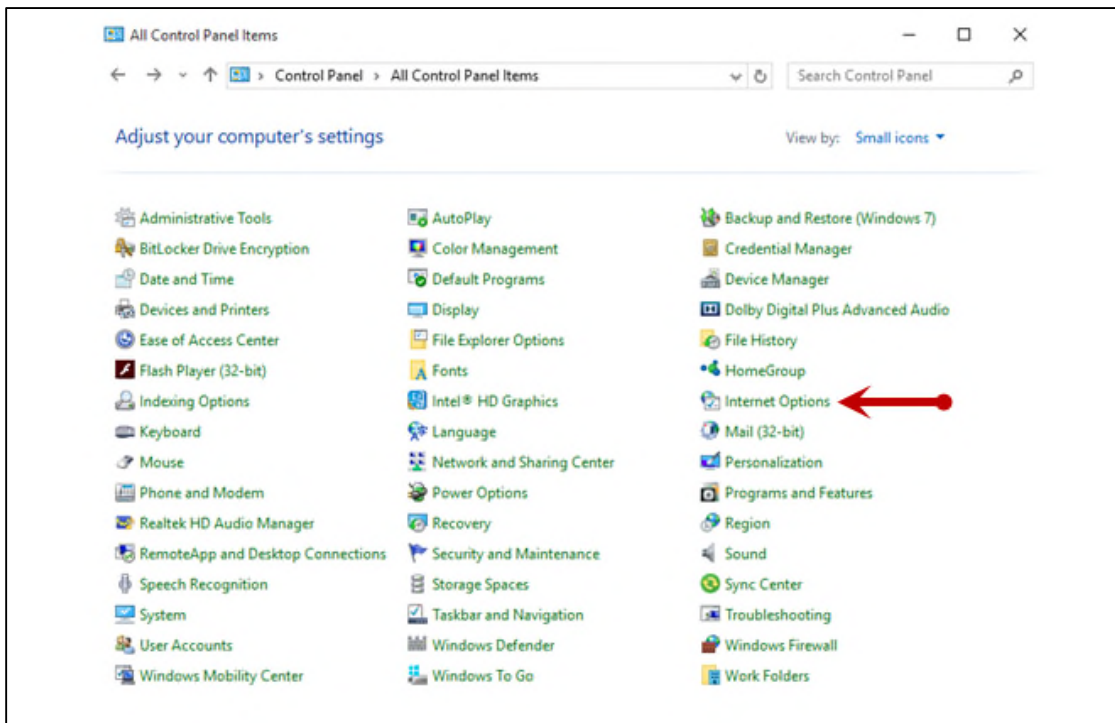 All Control Panel Items
Control Panel > All Control Panel Items Search Control Panel
Adjust your computer's settings View by: Small icons
Administrative Tools AutoPlay Backup and Restore (Windows 7)
BitLocker Drive Encryption Color Management Credential Manager
Date and Time Default Programs Device Manager
Devices and Printers Display Dolby Digital Plus Advanced Audio
Ease of Access Center File Explorer Options File History
Flash Player (32-bit) Fonts HomeGroup
Indexing Options Intel® HD Graphics Internet Options
Keyboard Language Mail (32-bit)
Mouse Network and Sharing Center Personalization
Phone and Modem Power Options Programs and Features
Realtek HD Audio Manager Recovery Region
RemoteApp and Desktop Connections Security and Maintenance Sound
Speech Recognition Storage Spaces Sync Center
System Taskbar and Navigation Troubleshooting
User Accounts Windows Defender Windows Firewall
Windows Mobility Center Windows To Go Work Folders